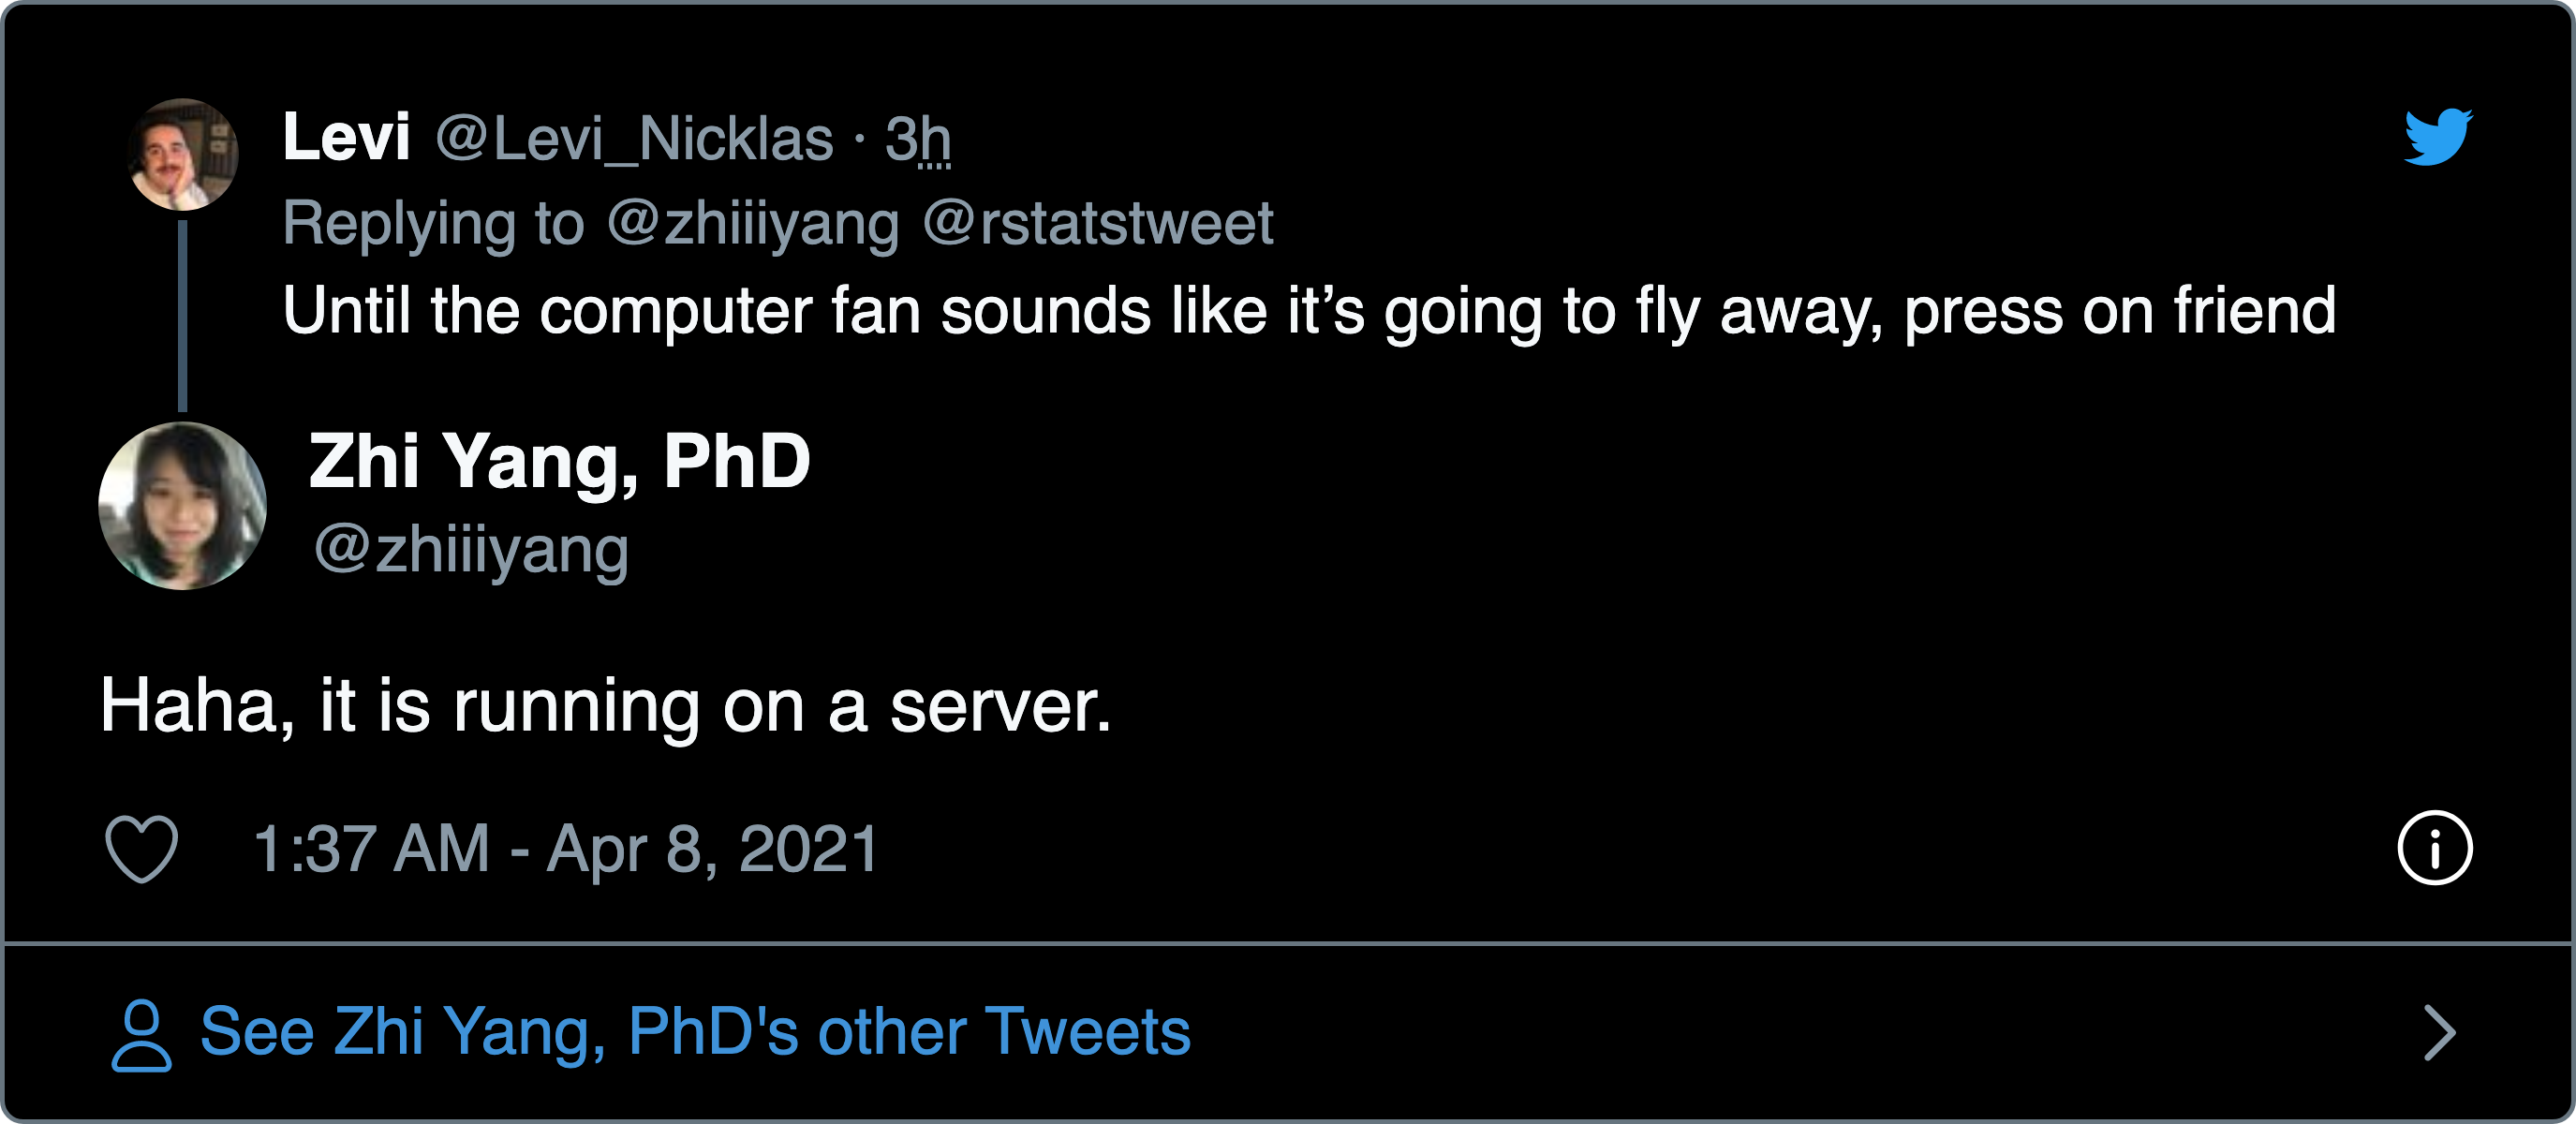 Levi @Levi_Nicklas · 3h
Replying to @zhiiiyang @rstatstweet
Until the computer fan sounds like it’s going to fly away, press on friend
Zhi Yang, PhD
@zhiiiyang
Haha, it is running on a server.
1:37 AM - Apr 8, 2021
See Zhi Yang, PhD's other Tweets